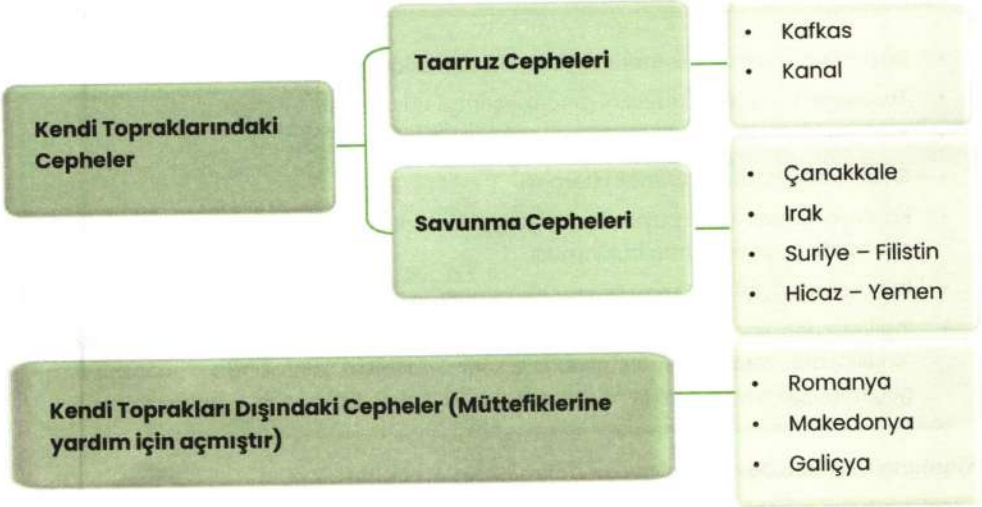 Kendi Topraklarındaki
Cepheler
Taarruz Cepheleri
• Kafkas
• Kanal
Savunma Cepheleri
• Çanakkale
• Irak
• Suriye – Filistin
• Hicaz – Yemen
Kendi Toprakları Dışındaki Cepheler (Müttefiklerine
yardım için açmıştır)
• Romanya
• Makedonya
• Galiçya